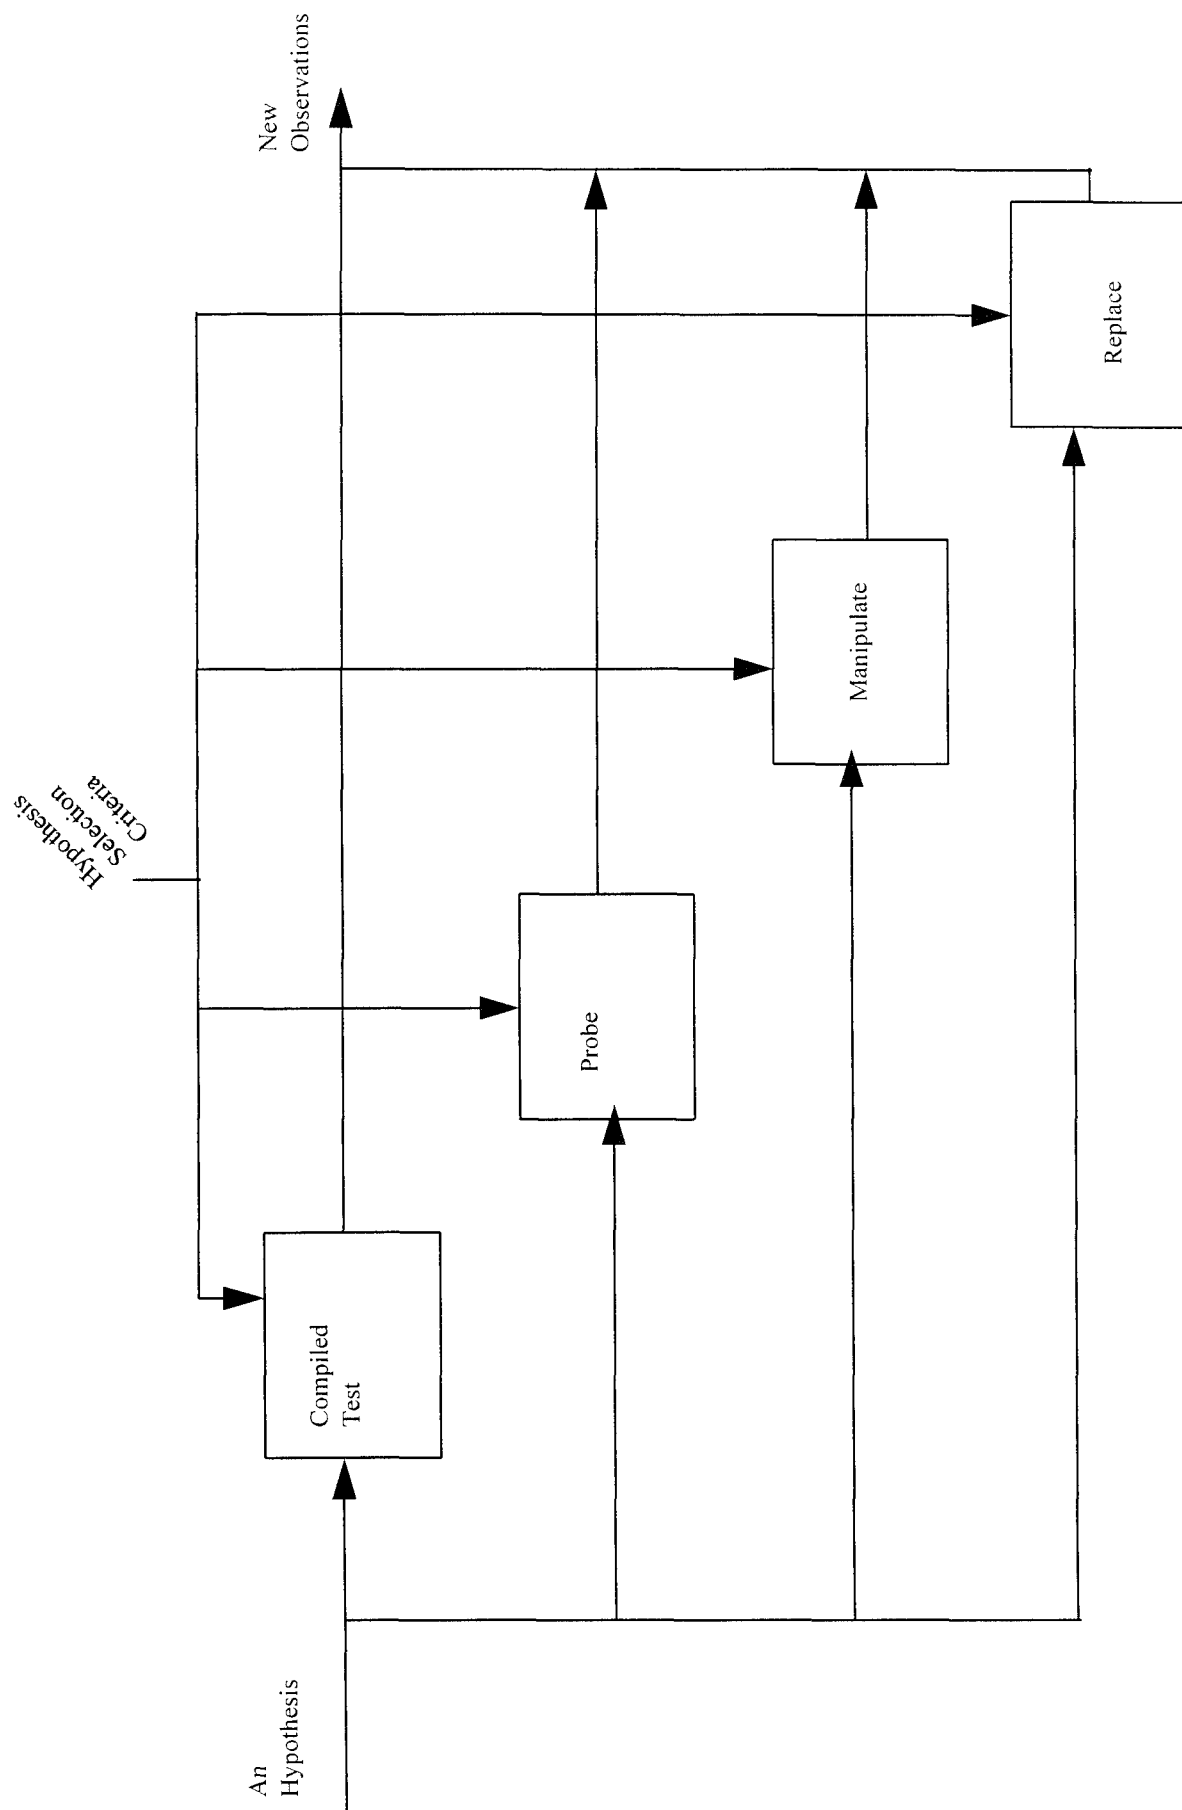 Hypothesis
Selection
Criteria
An
Hypothesis
Compiled
Test
Probe
Manipulate
Replace
New
Observations